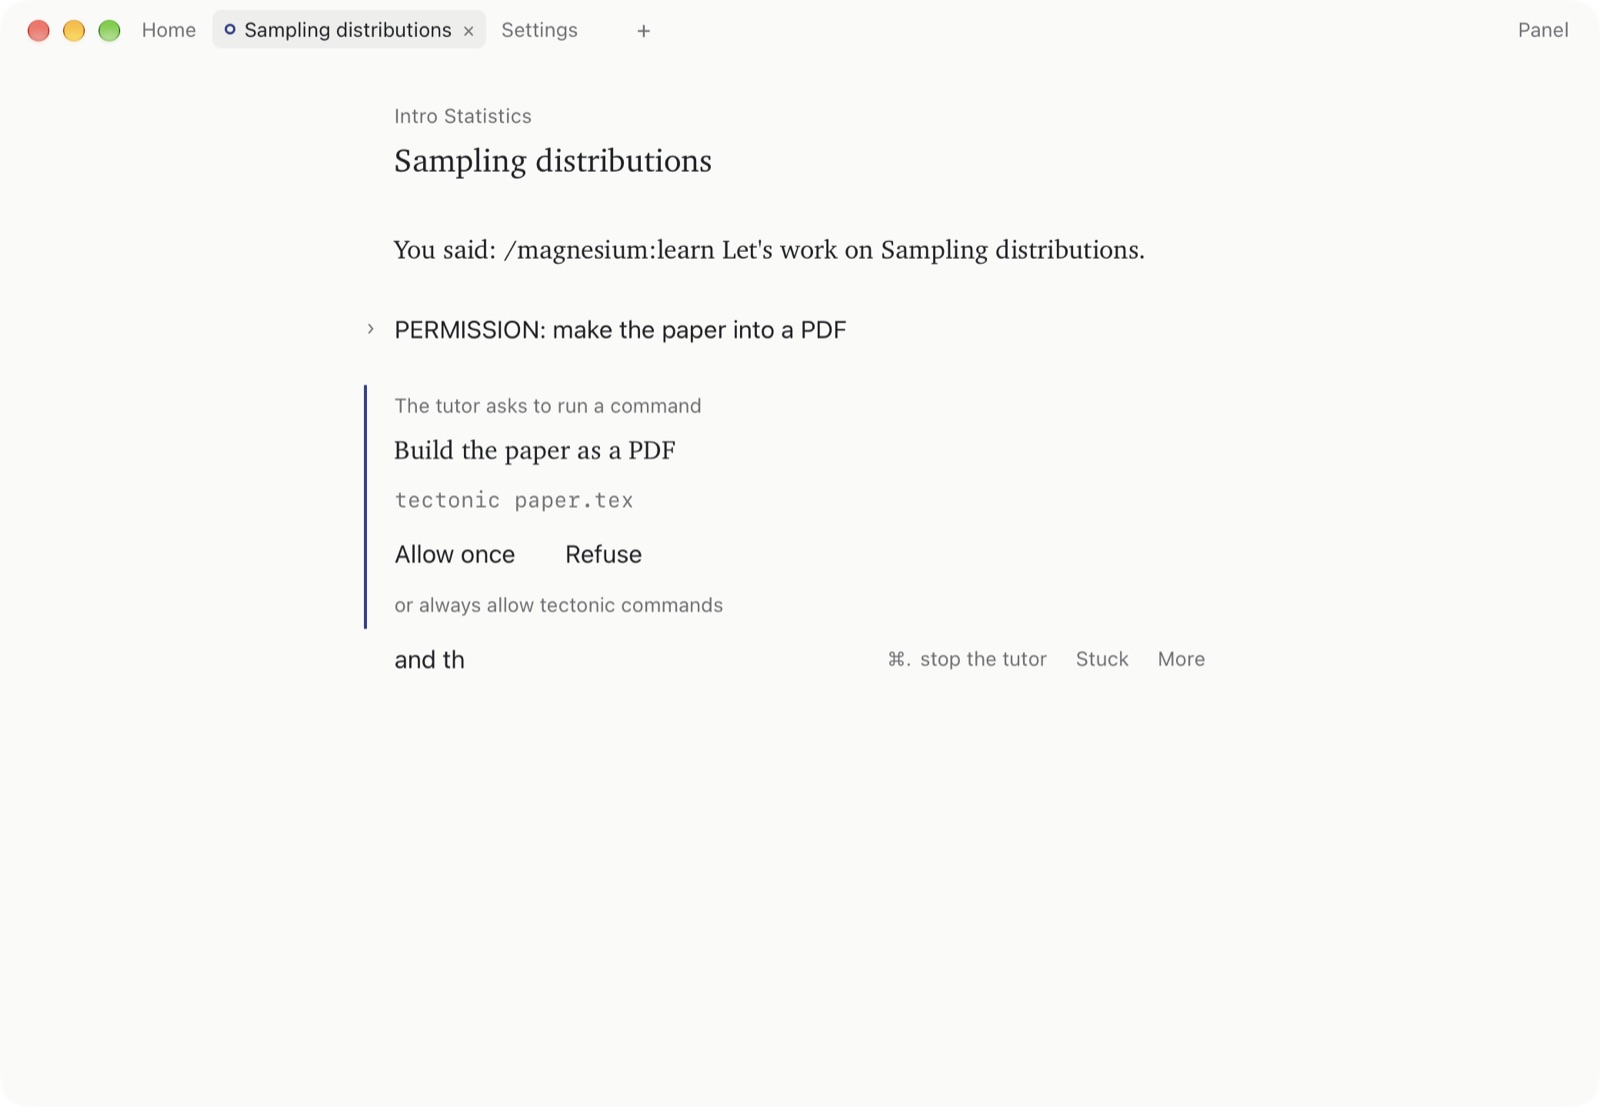 Home Sampling distributions × Settings + Panel
Intro Statistics
Sampling distributions
You said: /magnesium:learn Let's work on Sampling distributions.
› PERMISSION: make the paper into a PDF
The tutor asks to run a command
Build the paper as a PDF
tectonic paper.tex
Allow once Refuse
or always allow tectonic commands
and th ⌘. stop the tutor Stuck More